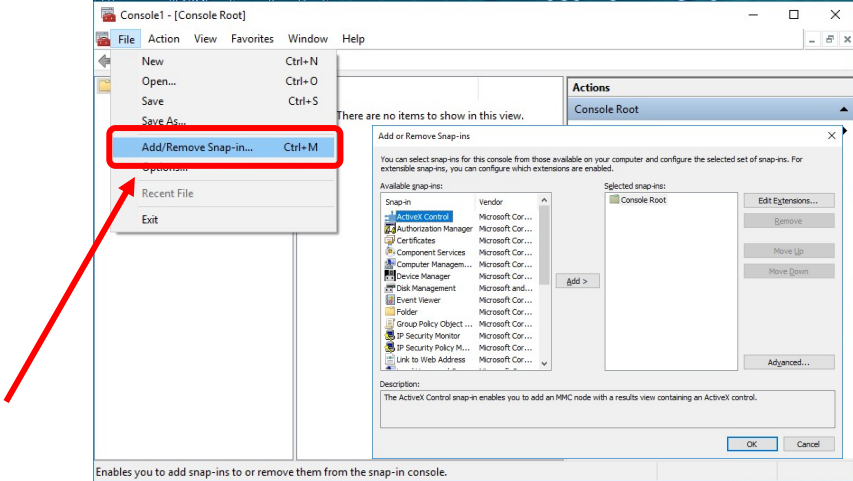 Console1 - [Console Root]
File Action View Favorites Window Help
New Ctrl+N
Open... Ctrl+O
Save Ctrl+S
Save As...
Add/Remove Snap-in... Ctrl+M
Options...
Recent File
Exit
There are no items to show in this view.
Actions
Console Root
Add or Remove Snap-ins
You can select snap-ins for this console from those available on your computer and configure the selected set of snap-ins. For
extensible snap-ins, you can configure which extensions are enabled.
Available snap-ins:
Snap-in Vendor
ActiveX Control Microsoft Cor...
Authorization Manager Microsoft Cor...
Certificates Microsoft Cor...
Component Services Microsoft Cor...
Computer Managem... Microsoft Cor...
Device Manager Microsoft Cor...
Disk Management Microsoft and...
Event Viewer Microsoft Cor...
Folder Microsoft Cor...
Group Policy Object ... Microsoft Cor...
IP Security Monitor Microsoft Cor...
IP Security Policy M... Microsoft Cor...
Link to Web Address Microsoft Cor...
Add >
Selected snap-ins:
Console Root
Edit Extensions...
Remove
Move Up
Move Down
Advanced...
Description:
The ActiveX Control snap-in enables you to add an MMC node with a results view containing an ActiveX control.
OK Cancel
Enables you to add snap-ins to or remove them from the snap-in console.